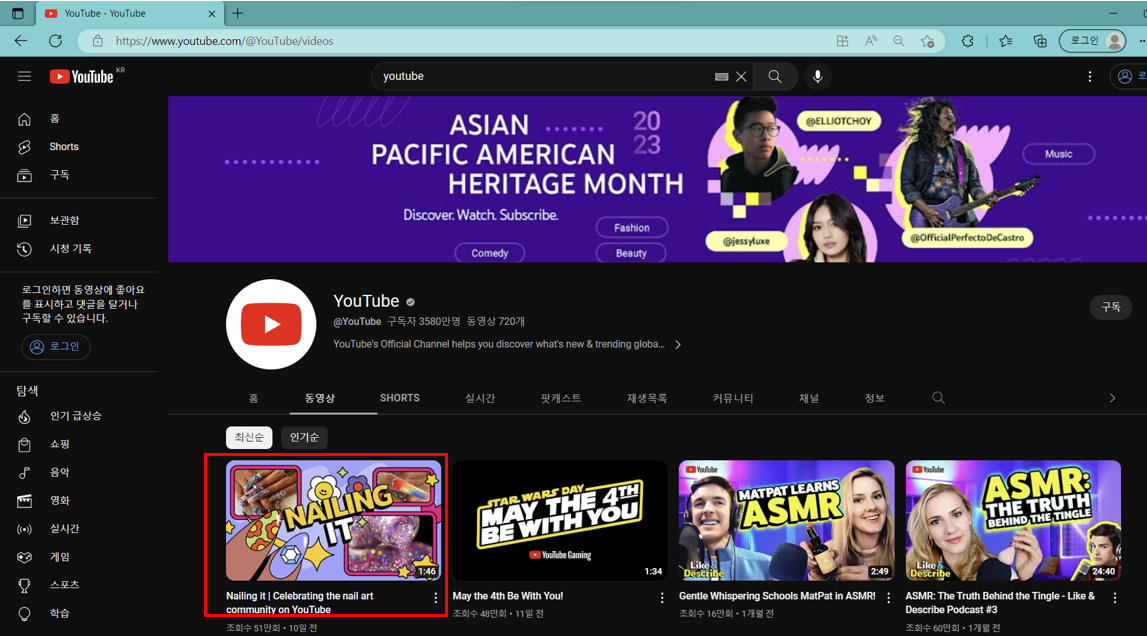 YouTube - YouTube
https://www.youtube.com/@YouTube/videos
로그인
YouTube KR
youtube
홈
Shorts
구독
보관함
시청 기록
로그인하면 동영상에 좋아요
를 표시하고 댓글을 달거나
구독할 수 있습니다.
로그인
탐색
인기 급상승
쇼핑
음악
영화
실시간
게임
스포츠
학습
ASIAN
PACIFIC AMERICAN
HERITAGE MONTH
2023
Discover. Watch. Subscribe.
Fashion
Comedy
Beauty
@ELLIOTCHOY
Music
@jessyluxe
@OfficialPerfectoDeCastro
YouTube
@YouTube 구독자 3580만명 동영상 720개
YouTube's Official Channel helps you discover what's new & trending globa...
구독
홈 동영상 SHORTS 실시간 팟캐스트 재생목록 커뮤니티 채널 정보
최신순 인기순
NAILING
IT
1:46
Nailing it | Celebrating the nail art
community on YouTube
조회수 51만회 • 10일 전
STAR WARS DAY
MAY THE 4TH
BE WITH YOU
YouTube Gaming
1:34
May the 4th Be With You!
조회수 48만회 • 11일 전
YouTube
MATPAT LEARNS
ASMR
Like &
Describe
2:49
Gentle Whispering Schools MatPat in ASMR!
조회수 16만회 • 1개월 전
YouTube
ASMR:
THE TRUTH
BEHIND THE TINGLE
Like &
Describe
24:40
ASMR: The Truth Behind the Tingle - Like &
Describe Podcast #3
조회수 60만회 • 1개월 전